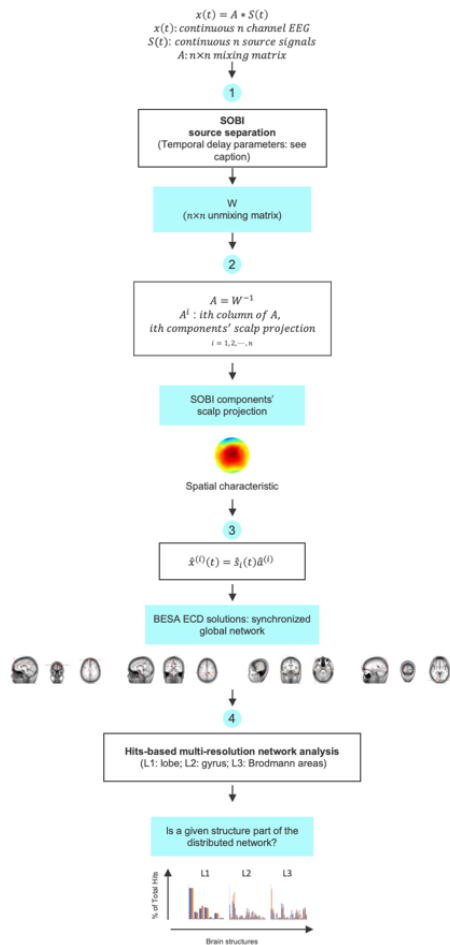 x(t) = A * S(t)
x(t): continuous n channel EEG
S(t): continuous n source signals
A: n×n mixing matrix
1
SOBI
source separation
(Temporal delay parameters: see
caption)
W
(n×n unmixing matrix)
2
A = W⁻¹
Aⁱ : ith column of A,
ith components' scalp projection
i = 1,2,⋯,n
SOBI components'
scalp projection
Spatial characteristic
3
x̂⁽ⁱ⁾(t) = ŝᵢ(t)â⁽ⁱ⁾
BESA ECD solutions: synchronized
global network
4
Hits-based multi-resolution network analysis
(L1: lobe; L2: gyrus; L3: Brodmann areas)
Is a given structure part of the
distributed network?
L1 L2 L3
% of Total Hits
Brain structures